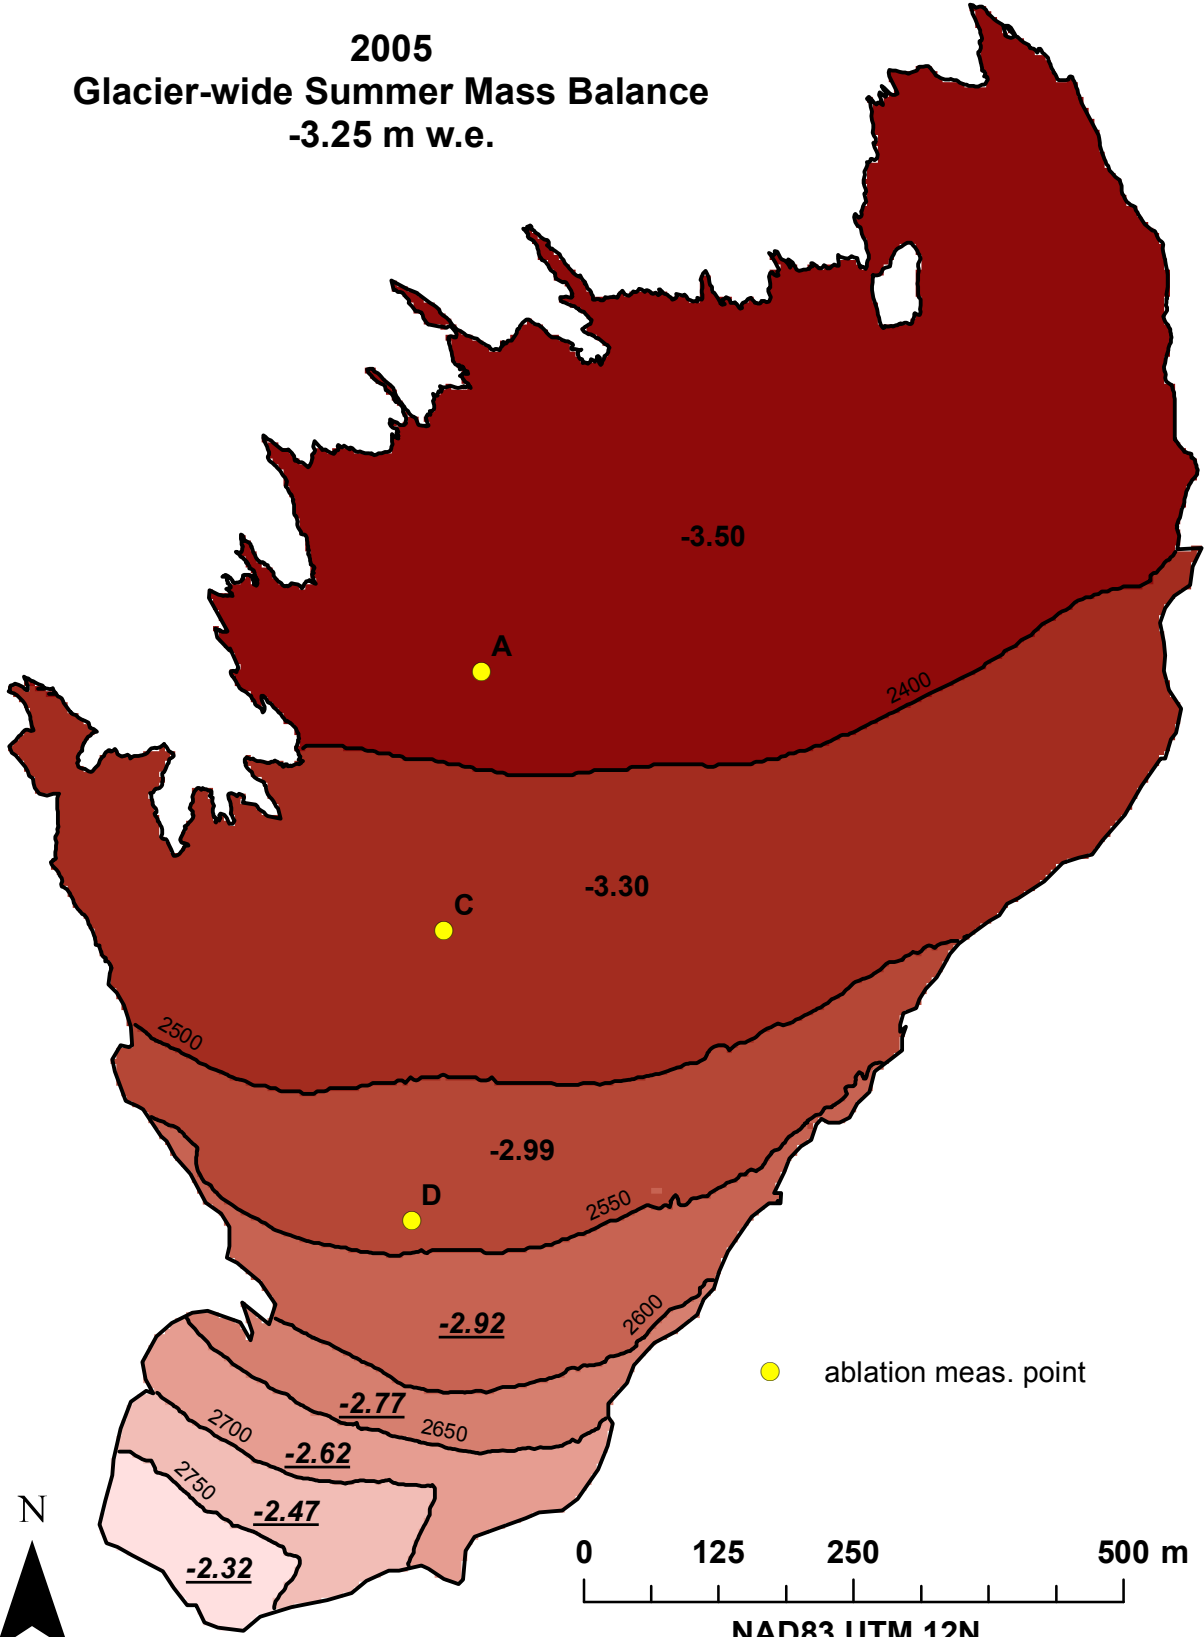 2005
Glacier-wide Summer Mass Balance
-3.25 m w.e.
-3.50
A
2400
-3.30
C
2500
-2.99
D
2550
-2.92
2600
ablation meas. point
-2.77
2650
2700
-2.62
2750
-2.47
N
-2.32
0 125 250 500 m
NAD83 UTM 12N